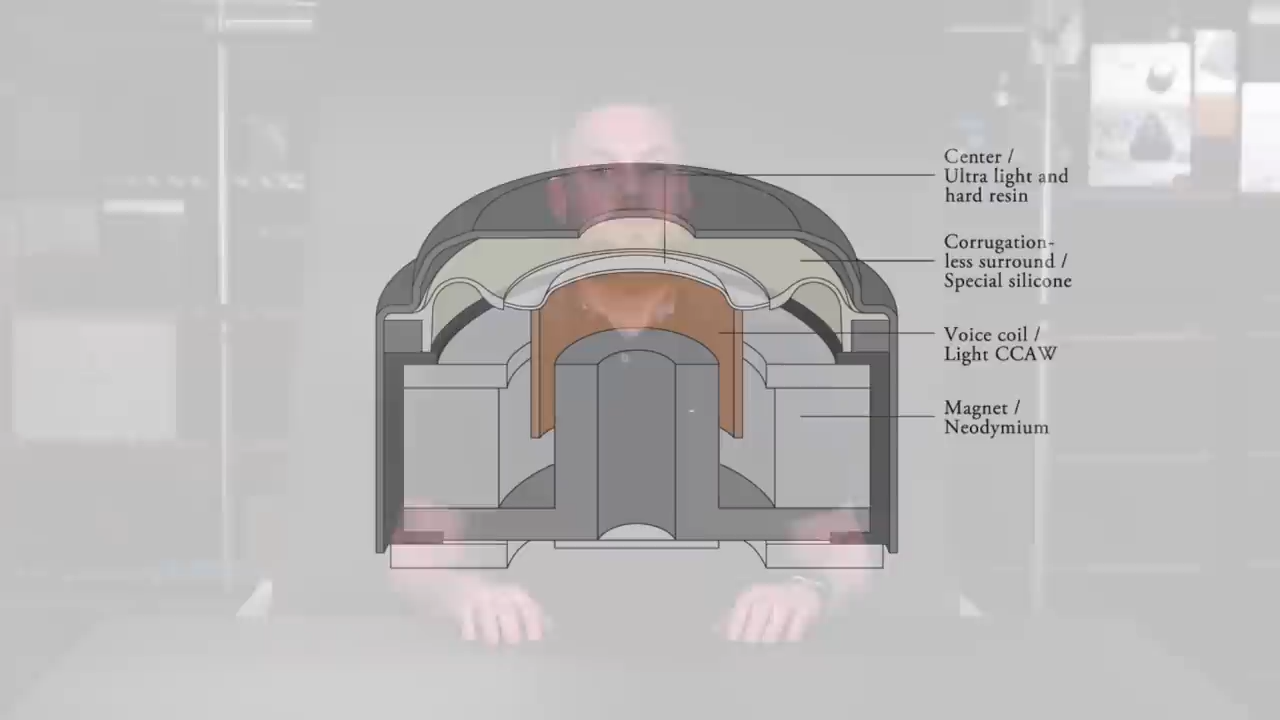 Center /
Ultra light and
hard resin
Corrugation-
less surround /
Special silicone
Voice coil /
Light CCAW
Magnet /
Neodymium